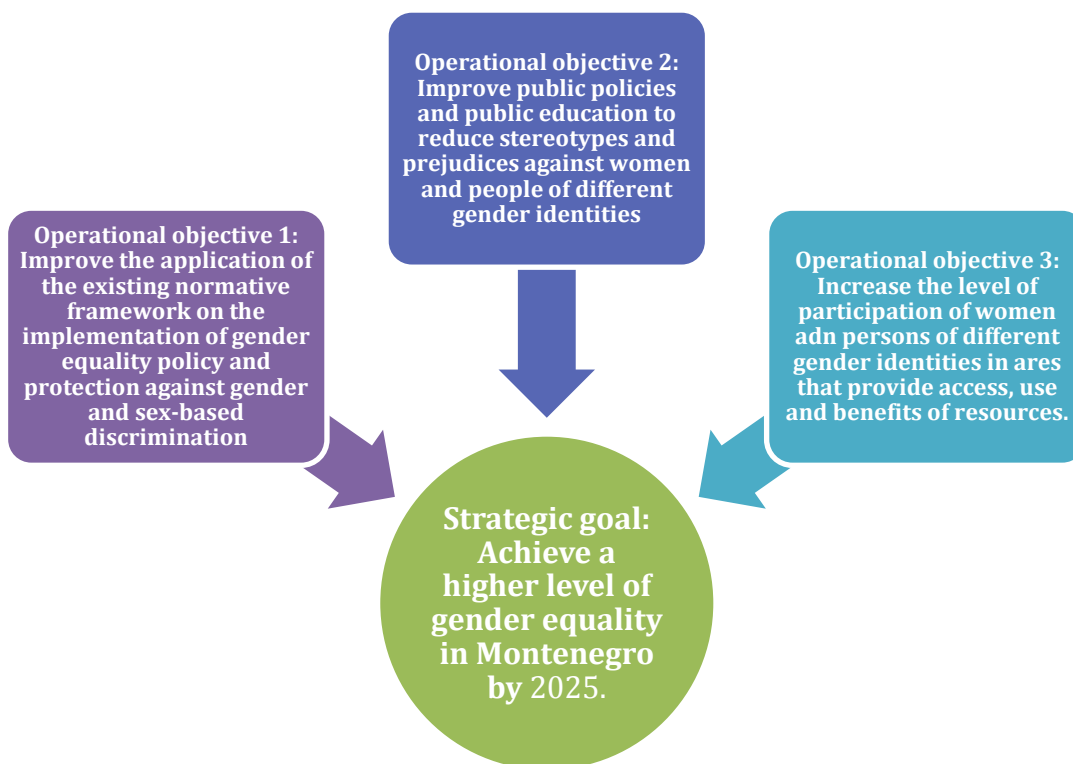 Operational objective 1:
Improve the application of
the existing normative
framework on the
implementation of gender
equality policy and
protection against gender
and sex-based
discrimination
Operational objective 2:
Improve public policies
and public education to
reduce stereotypes and
prejudices against women
and people of different
gender identities
Operational objective 3:
Increase the level of
participation of women
adn persons of different
gender identities in ares
that provide access, use
and benefits of resources.
Strategic goal:
Achieve a
higher level of
gender equality
in Montenegro
by 2025.